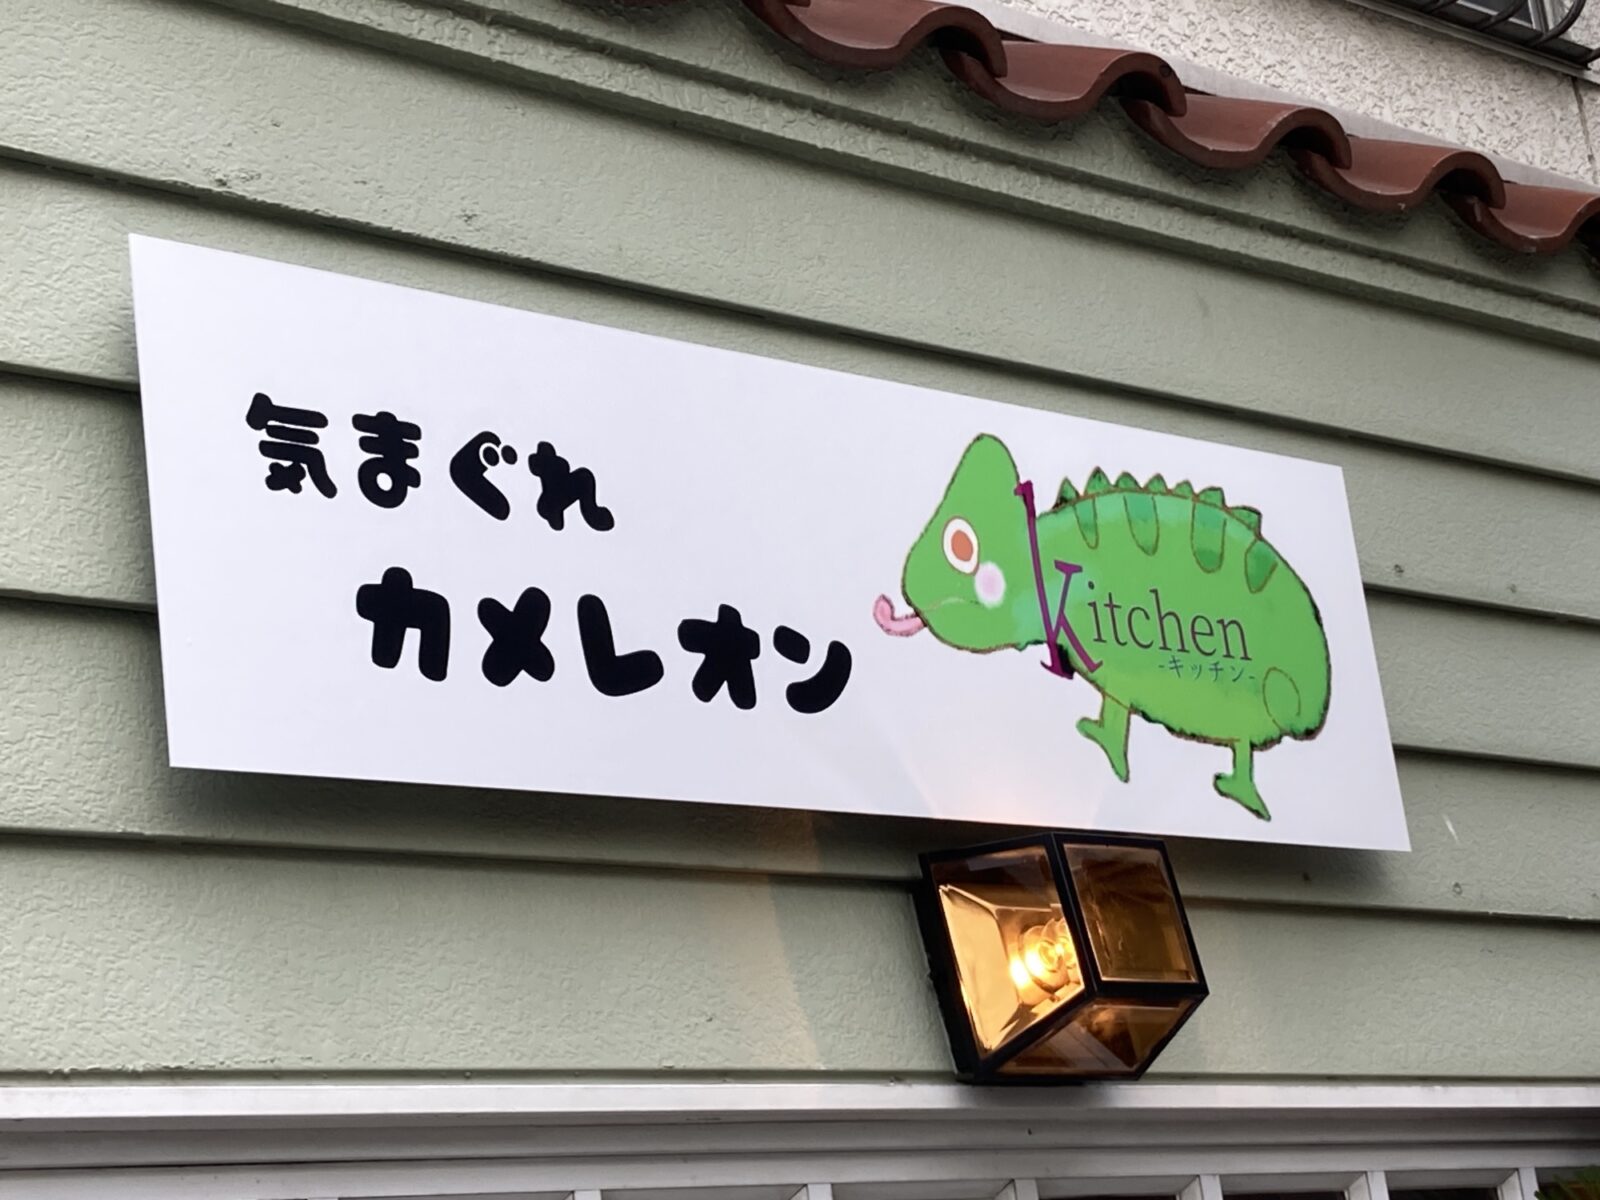 気まぐれ
カメレオン
Kitchen
-キッチン-